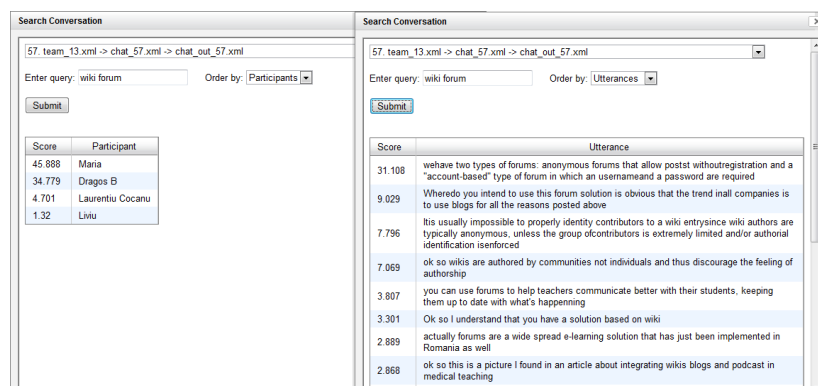 Search Conversation
57. team_13.xml -> chat_57.xml -> chat_out_57.xml
Enter query: wiki forum Order by: Participants
Submit
Score Participant
45.888 Maria
34.779 Dragos B
4.701 Laurentiu Cocanu
1.32 Liviu
Search Conversation
57. team_13.xml -> chat_57.xml -> chat_out_57.xml
Enter query: wiki forum Order by: Utterances
Submit
Score Utterance
31.108 wehave two types of forums: anonymous forums that allow postst withoutregistration and a
"account-based" type of forum in which an usernameand a password are required
9.029 Wheredo you intend to use this forum solution is obvious that the trend inall companies is
to use blogs for all the reasons posted above
7.796 Itis usually impossible to properly identity contributors to a wiki entrysince wiki authors are
typically anonymous, unless the group ofcontributors is extremely limited and/or authorial
identification isenforced
7.069 ok so wikis are authored by communities not individuals and thus discourage the feeling of
authorship
3.807 you can use forums to help teachers communicate better with their students, keeping
them up to date with what's happenning
3.301 Ok so I understand that you have a solution based on wiki
2.889 actually forums are a wide spread e-learning solution that has just been implemented in
Romania as well
2.868 ok so this is a picture I found in an article about integrating wikis blogs and podcast in
medical teaching